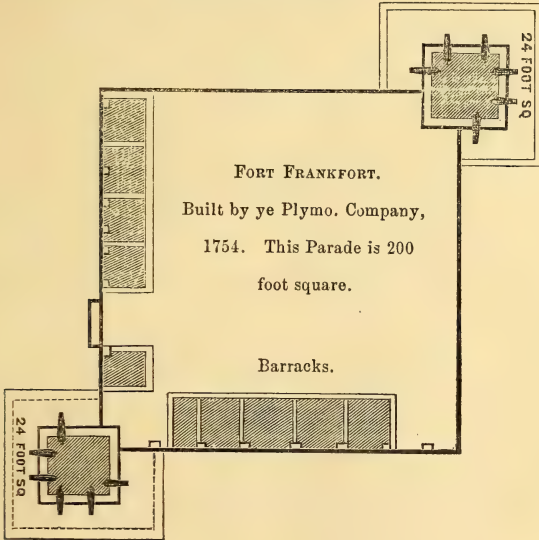 24 FOOT SQ
FORT FRANKFORT.
Built by ye Plymo. Company,
1754. This Parade is 200
foot square.
Barracks.
24 FOOT SQ